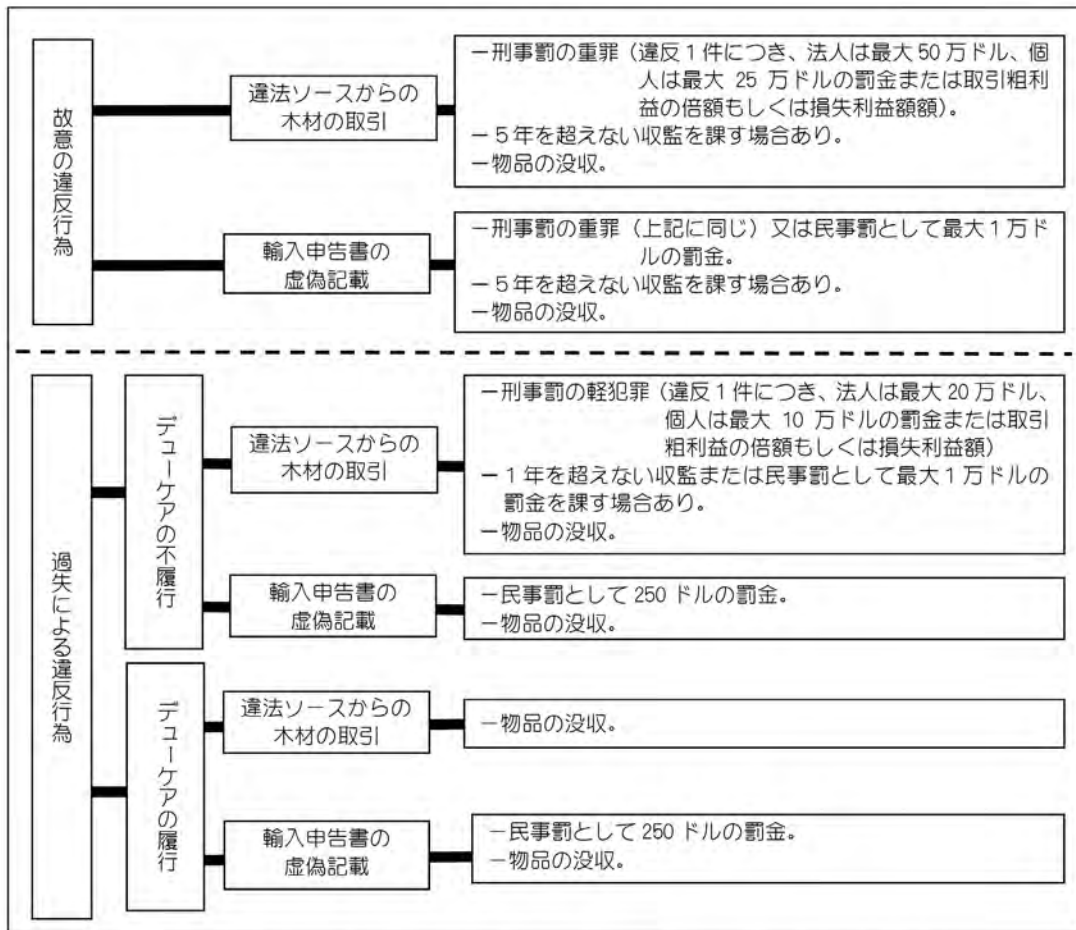 故意の違反行為
違法ソースからの
木材の取引
－刑事罰の重罪（違反１件につき、法人は最大50万ドル、個
人は最大 25 万ドルの罰金または取引粗利
益の倍額もしくは損失利益額額）。
－５年を超えない収監を課す場合あり。
－物品の没収。
輸入申告書の
虚偽記載
－刑事罰の重罪（上記に同じ）又は民事罰として最大１万ド
ルの罰金。
－５年を超えない収監を課す場合あり。
－物品の没収。
過失による違反行為
デューケアの不履行
違法ソースからの
木材の取引
－刑事罰の軽犯罪（違反１件につき、法人は最大20万ドル、
個人は最大 10 万ドルの罰金または取引
粗利益の倍額もしくは損失利益額）
－１年を超えない収監または民事罰として最大１万ドルの
罰金を課す場合あり。
－物品の没収。
輸入申告書の
虚偽記載
－民事罰として250ドルの罰金。
－物品の没収。
デューケアの履行
違法ソースからの
木材の取引
－物品の没収。
輸入申告書の
虚偽記載
－民事罰として250ドルの罰金。
－物品の没収。